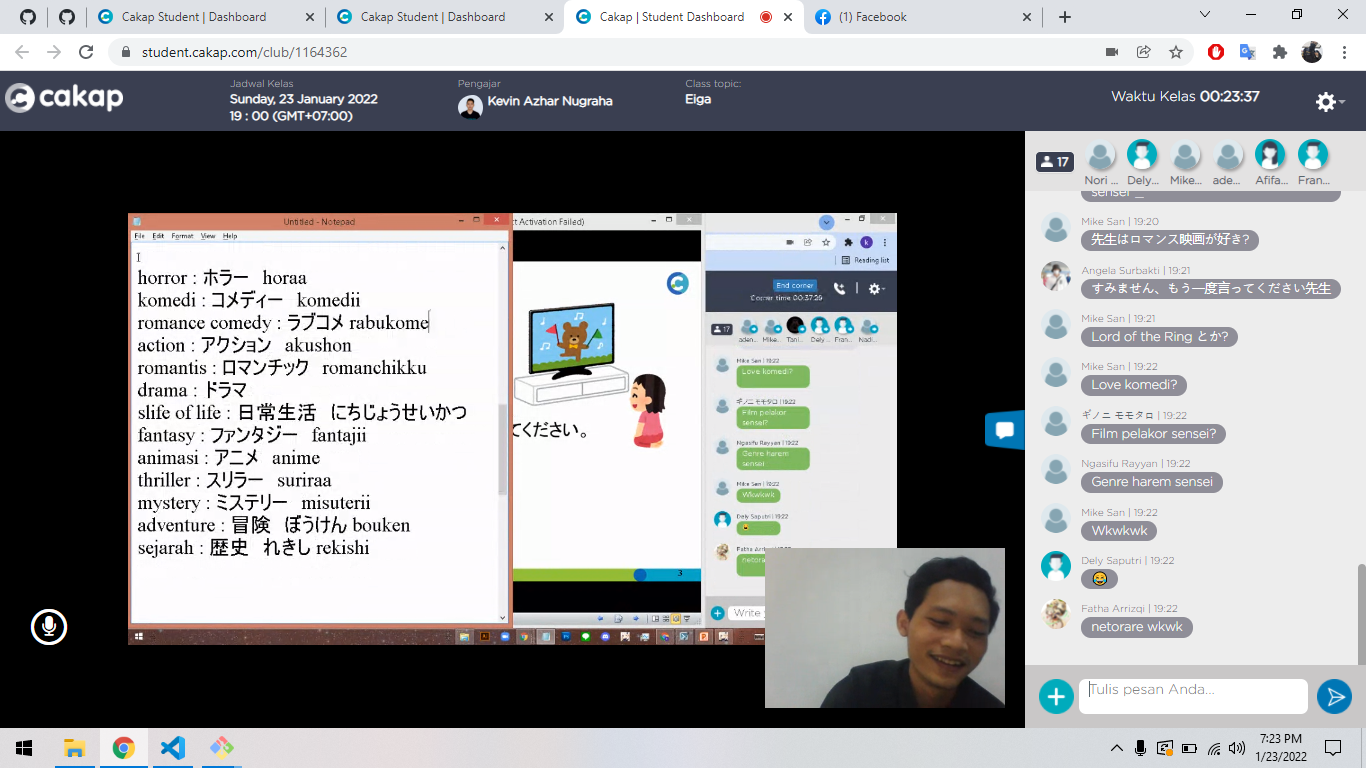 Cakap Student | Dashboard
Cakap Student | Dashboard
Cakap | Student Dashboard
(1) Facebook
student.cakap.com/club/1164362
cakap
Jadwal Kelas
Sunday, 23 January 2022
19 : 00 (GMT+07:00)
Pengajar
Kevin Azhar Nugraha
Class topic:
Eiga
Waktu Kelas 00:23:37
Untitled - Notepad
File Edit Format View Help
horror : ホラー horaa
komedi : コメディー komedii
romance comedy : ラブコメ rabukome
action : アクション akushon
romantis : ロマンチック romanchikku
drama : ドラマ
slife of life : 日常生活 にちじょうせいかつ
fantasy : ファンタジー fantajii
animasi : アニメ anime
thriller : スリラー suriraa
mystery : ミステリー misuterii
adventure : 冒険 ぼうけん bouken
sejarah : 歴史 れきし rekishi
ct Activation Failed)
てください。
3
Reading list
End corner
Corner time 00:37:29
17
aden... Mike... Tani... Dely ... Fran... Nadi...
Mike San | 19:22
Love komedi?
ギノニ モモタロ | 19:22
Film pelakor
sensei?
Ngasifu Rayyan | 19:22
Genre harem
sensei
Mike San | 19:22
Wkwkwk
Dely Saputri | 19:22
Write
17
Nori ... Dely... Mike... ade... Afifa... Fran...
sensei _
Mike San | 19:20
先生はロマンス映画が好き?
Angela Surbakti | 19:21
すみません、もう一度言ってください先生
Mike San | 19:21
Lord of the Ring とか?
Mike San | 19:22
Love komedi?
ギノニ モモタロ | 19:22
Film pelakor sensei?
Ngasifu Rayyan | 19:22
Genre harem sensei
Mike San | 19:22
Wkwkwk
Dely Saputri | 19:22
Fatha Arrizqi | 19:22
netorare wkwk
Tulis pesan Anda...
7:23 PM
1/23/2022